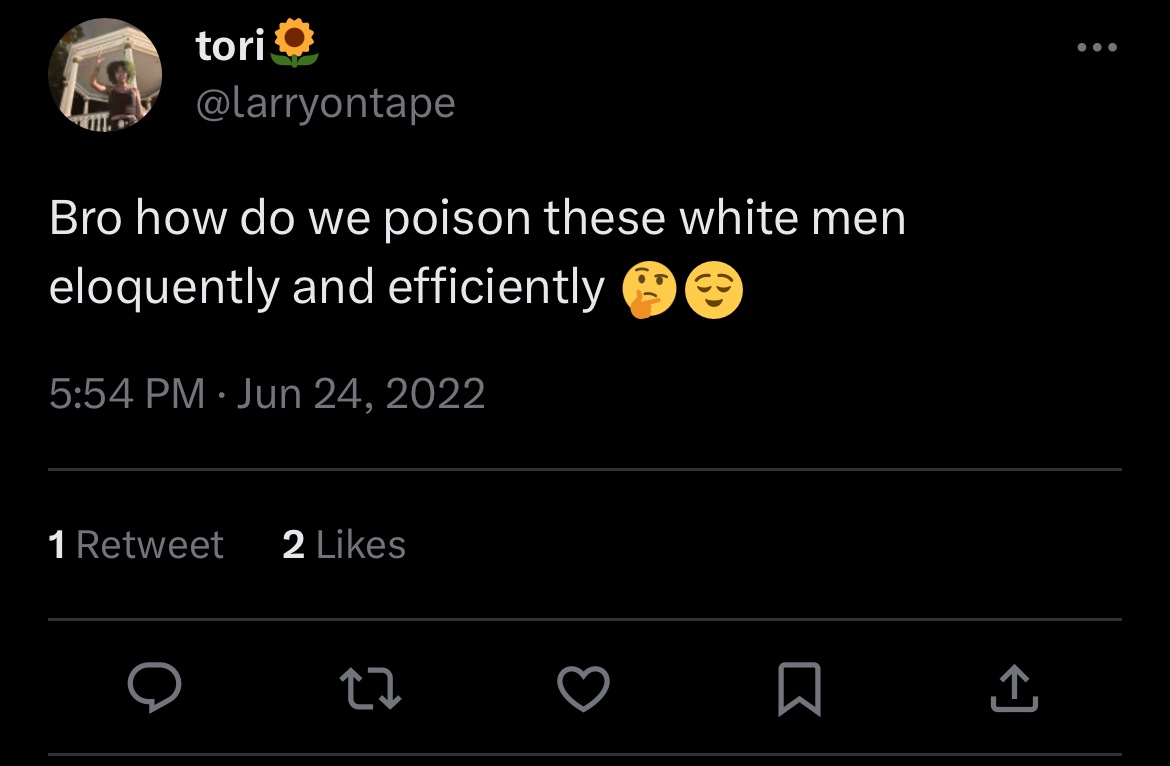 tori🌻
@larryontape
Bro how do we poison these white men
eloquently and efficiently 🤔😌
5:54 PM · Jun 24, 2022
1 Retweet 2 Likes